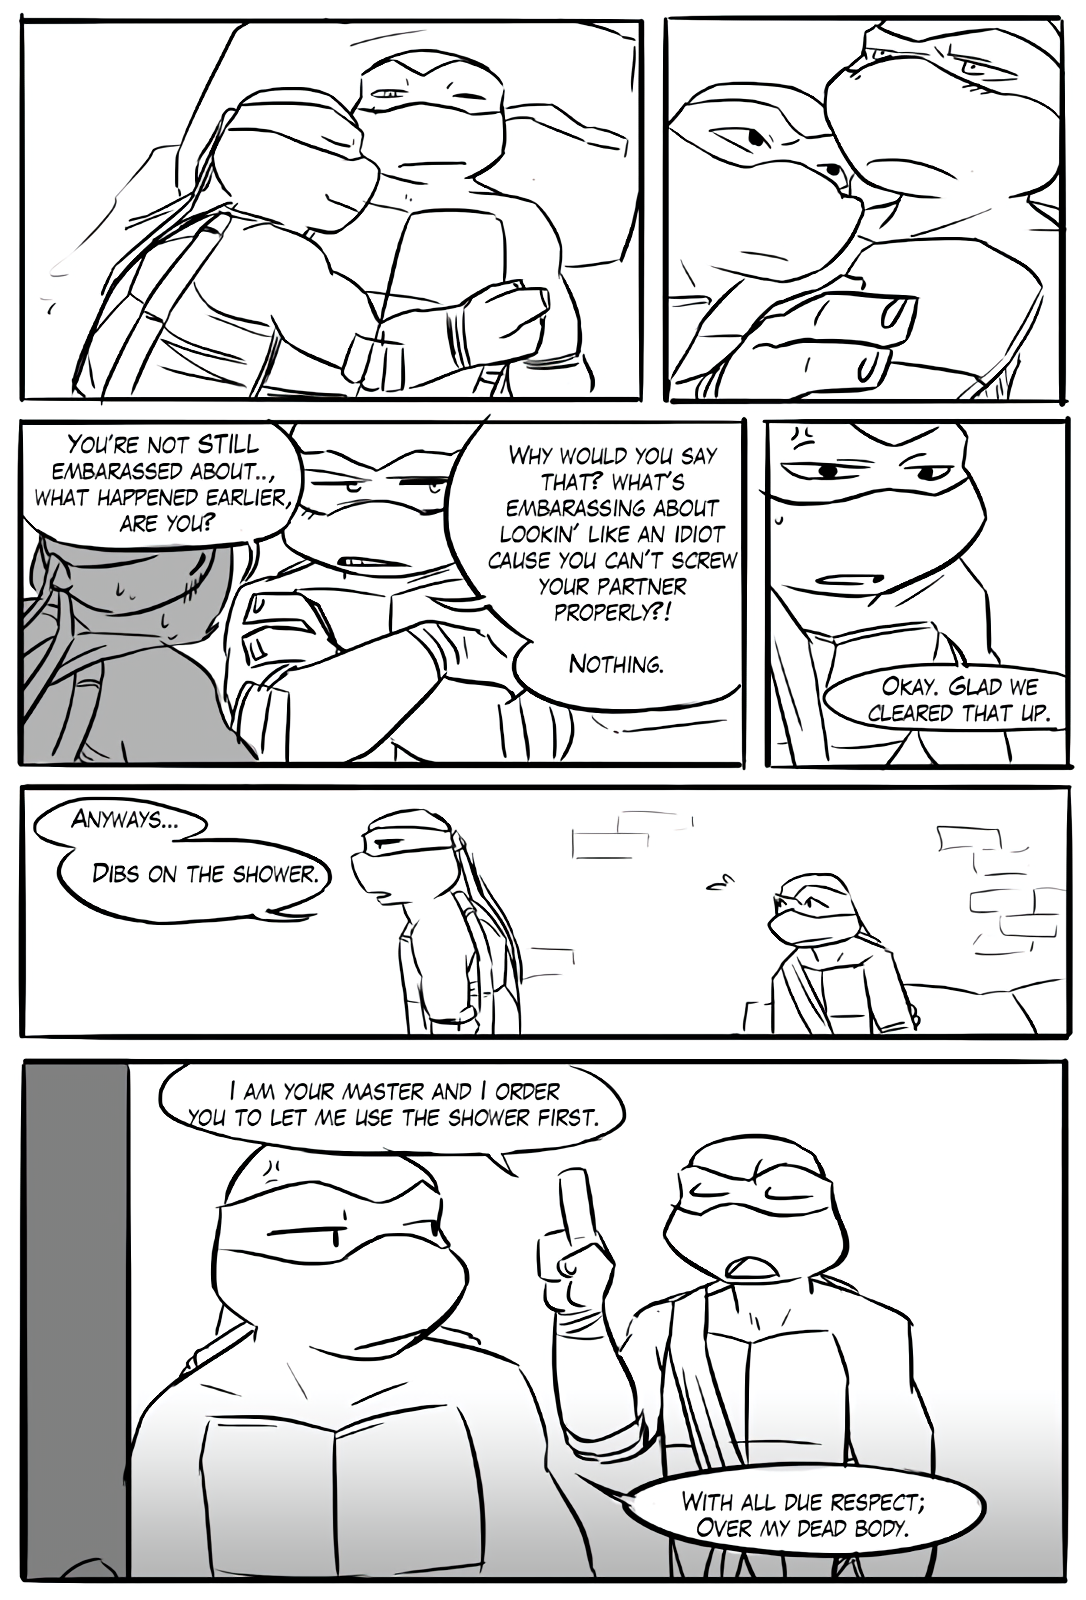 YOU'RE NOT STILL
EMBARASSED ABOUT..,
WHAT HAPPENED EARLIER,
ARE YOU?
WHY WOULD YOU SAY
THAT? WHAT'S
EMBARASSING ABOUT
LOOKIN' LIKE AN IDIOT
CAUSE YOU CAN'T SCREW
YOUR PARTNER
PROPERLY?!
NOTHING.
OKAY. GLAD WE
CLEARED THAT UP.
ANYWAYS...
DIBS ON THE SHOWER.
I AM YOUR MASTER AND I ORDER
YOU TO LET ME USE THE SHOWER FIRST.
WITH ALL DUE RESPECT;
OVER MY DEAD BODY.